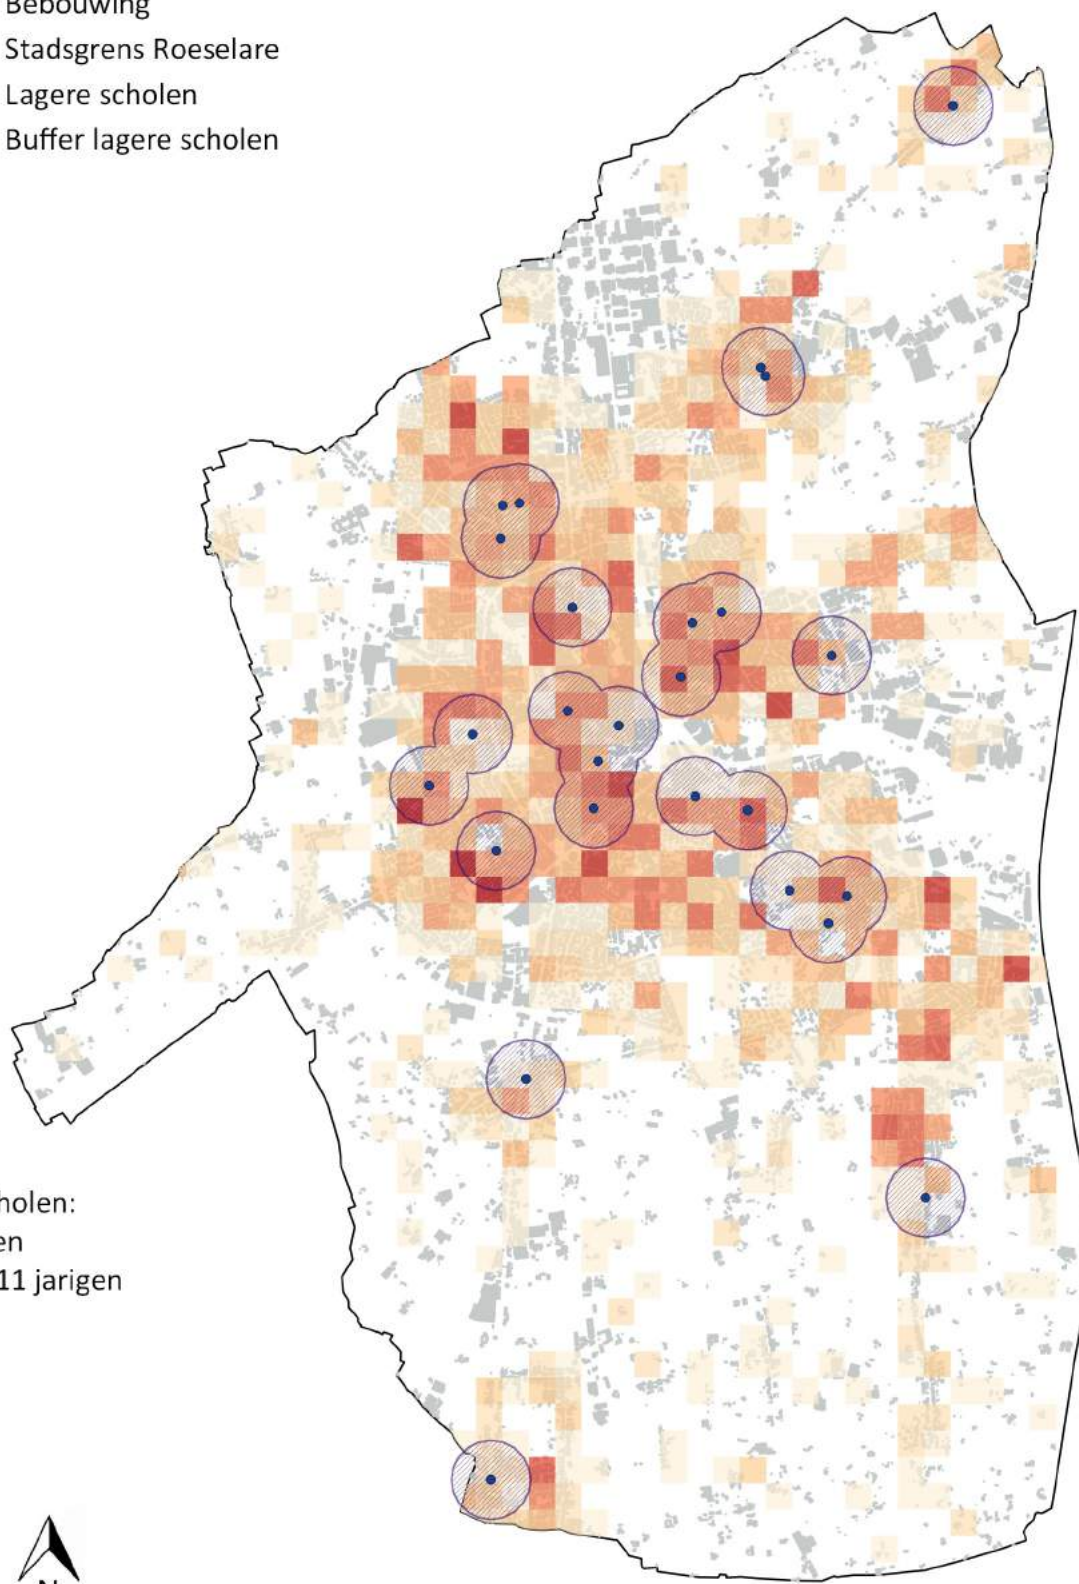 Bebouwing
Stadsgrens Roeselare
Lagere scholen
Buffer lagere scholen
holen:
en
11 jarigen
N